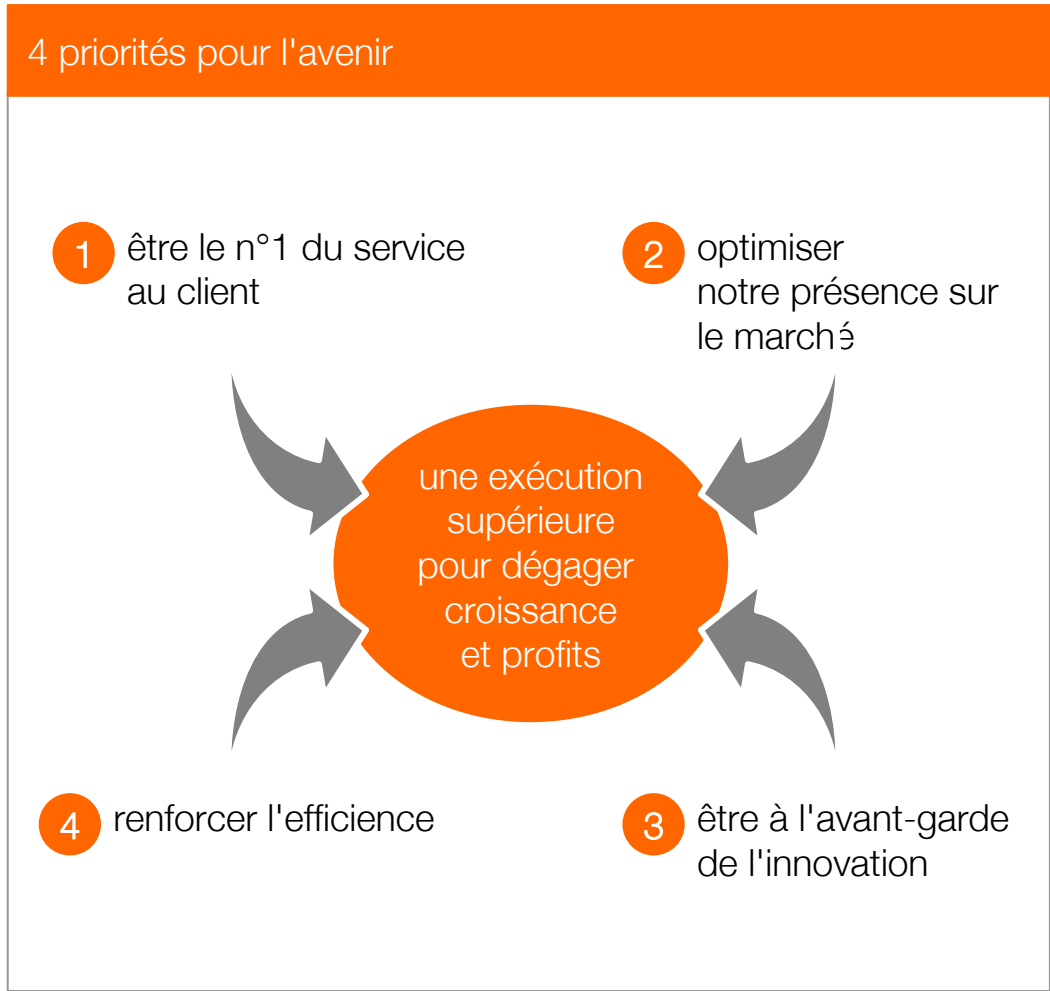 4 priorités pour l'avenir
1
être le n°1 du service
au client
2
optimiser
notre présence sur
le marché
une exécution
supérieure
pour dégager
croissance
et profits
4
renforcer l'efficience
3
être à l'avant-garde
de l'innovation